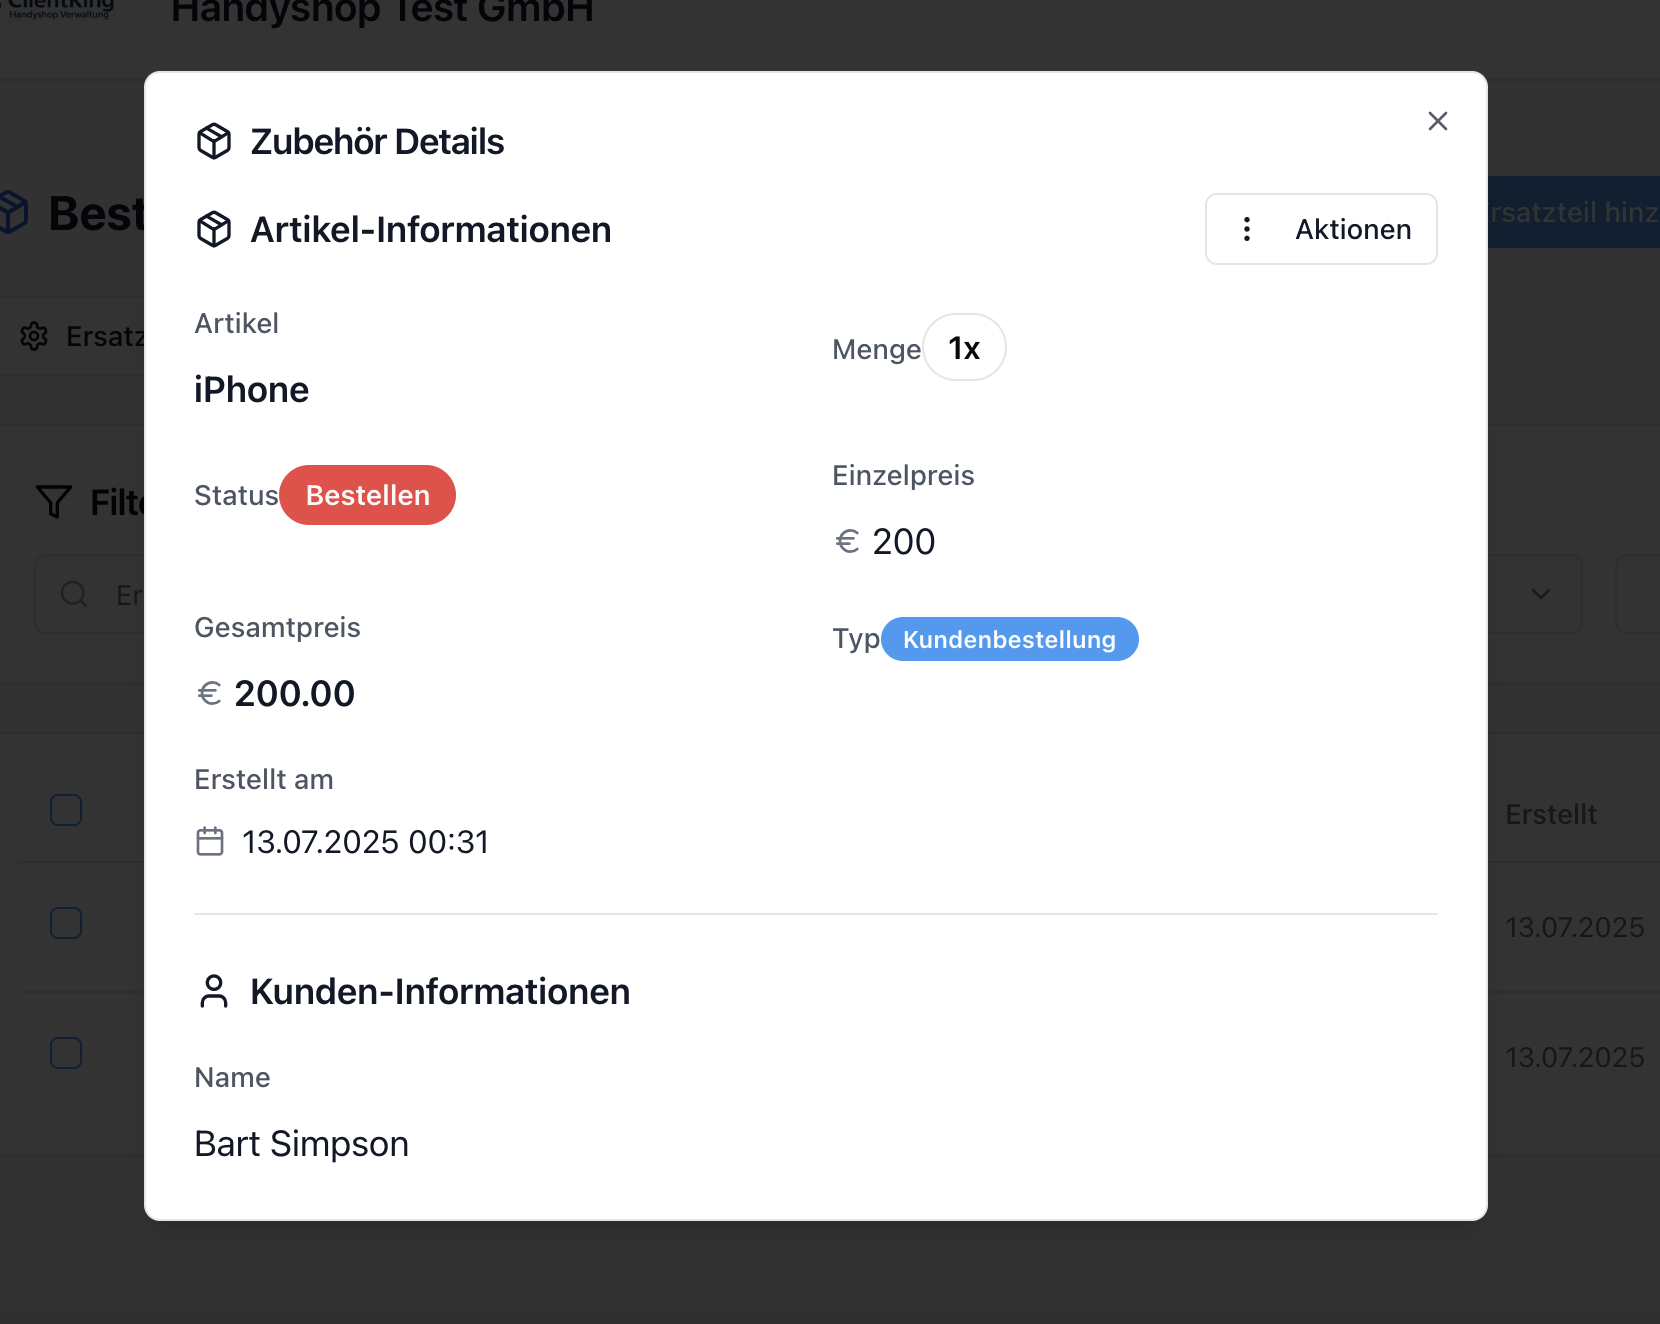 ClientKing
Handyshop Verwaltung
Handyshop Test GmbH
Zubehör Details
Best
Artikel-Informationen
Aktionen
rsatzteil hinz
Artikel
Menge 1x
Ersatz
iPhone
Status Bestellen
Einzelpreis
Filte
€ 200
Er
Gesamtpreis
Typ Kundenbestellung
€ 200.00
Erstellt am
Erstellt
13.07.2025 00:31
13.07.2025
Kunden-Informationen
13.07.2025
Name
Bart Simpson